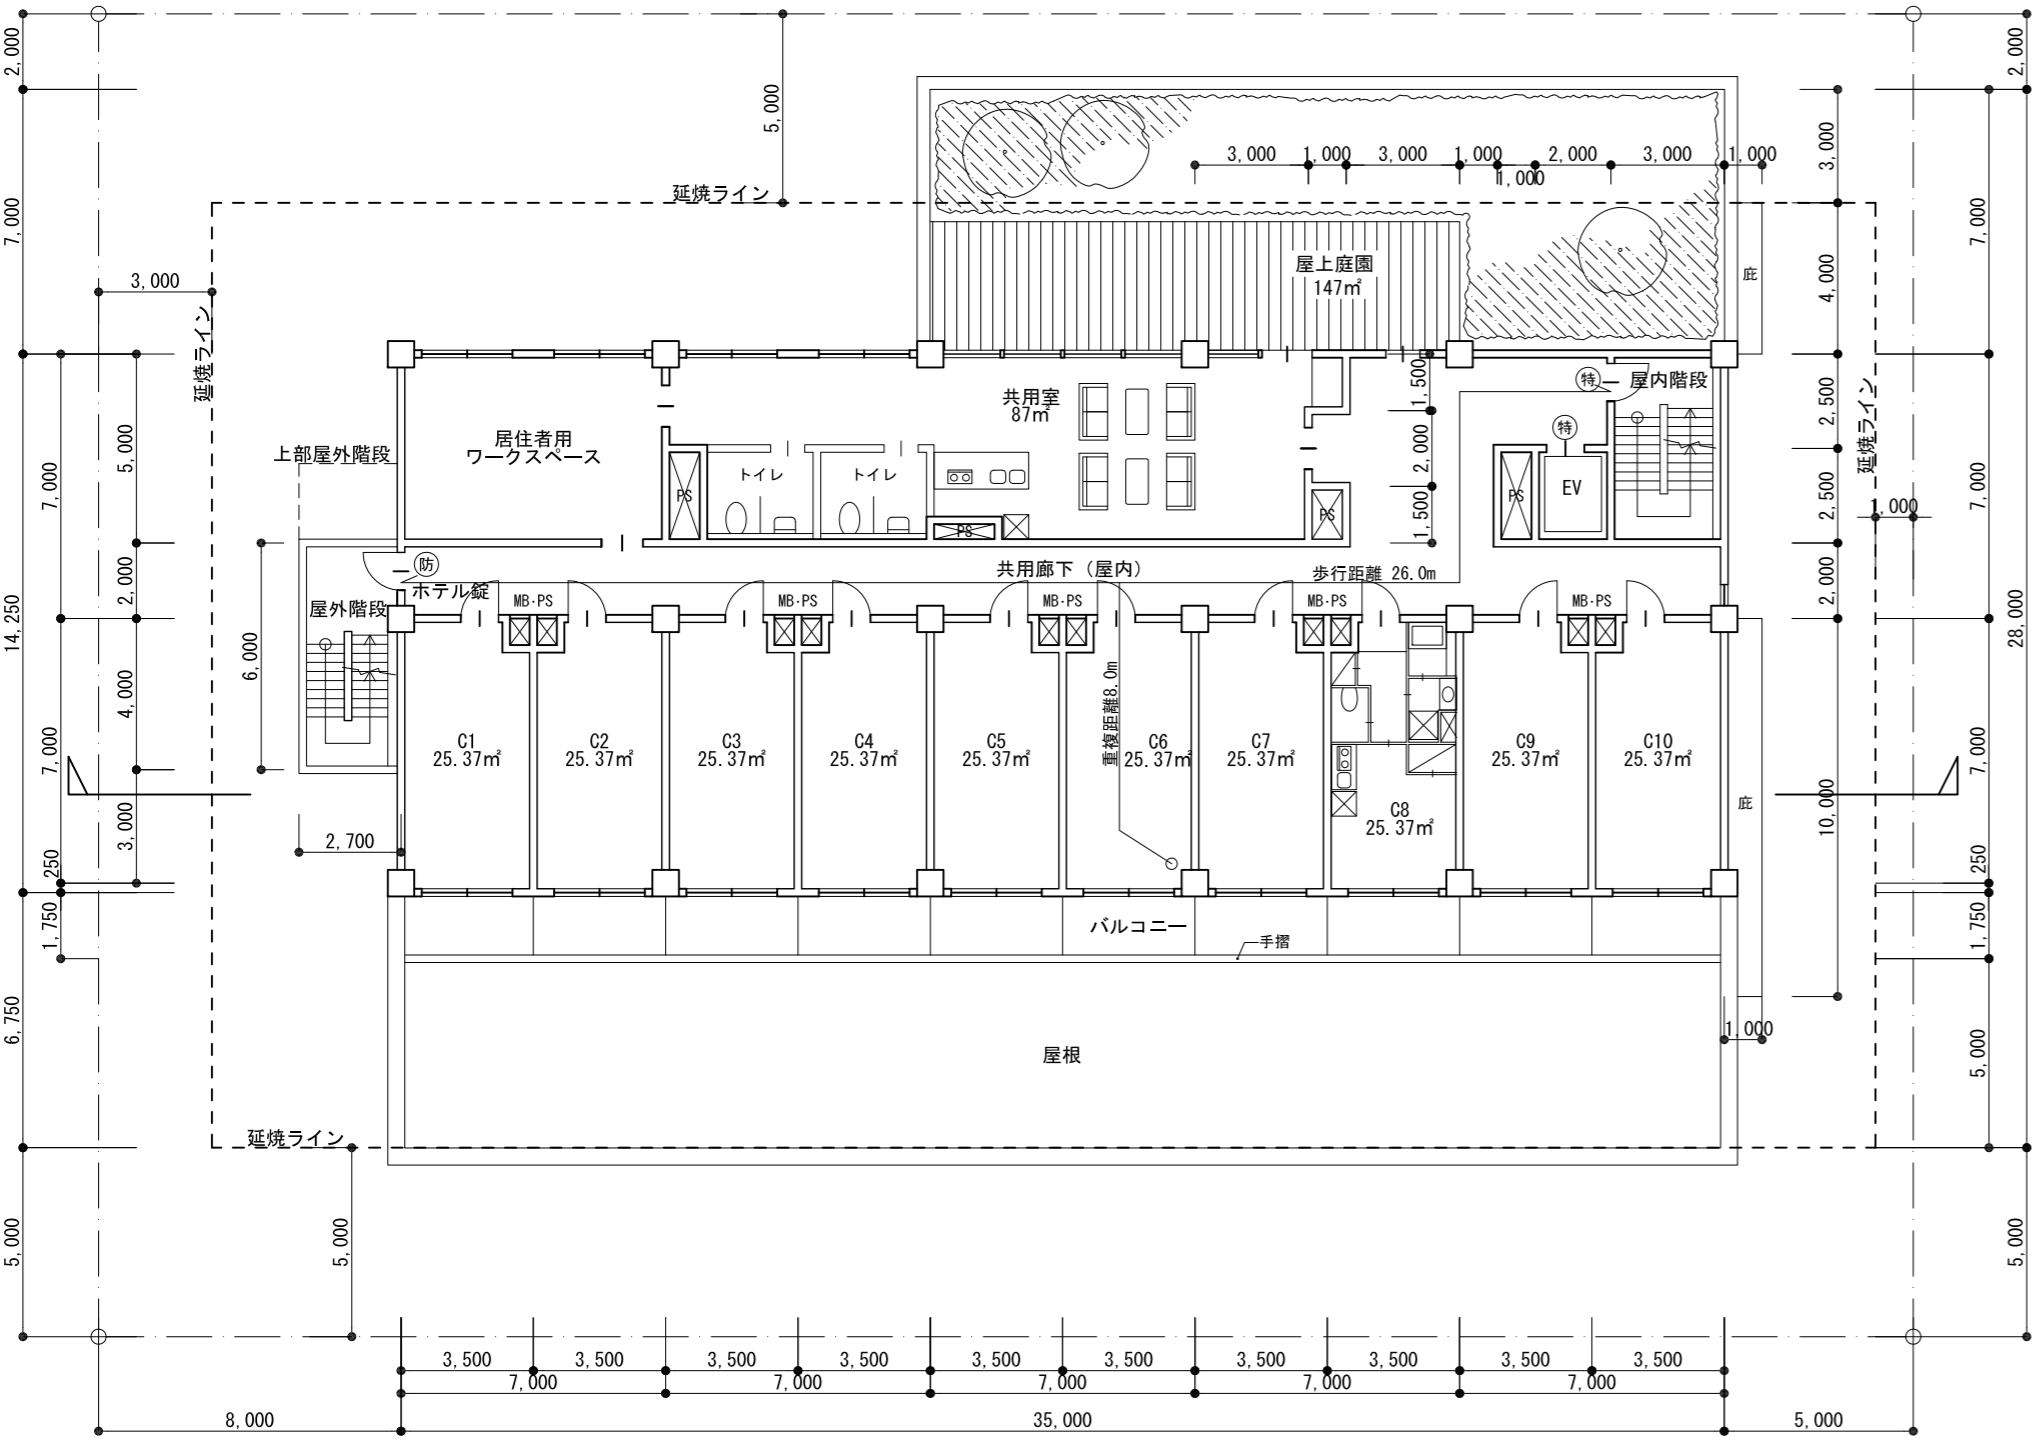 2,000
5,000
2,000
3,000
1,000
3,000
1,000
2,000
3,000
1,000
1,000
3,000
延焼ライン
7,000
7,000
屋上庭園
147㎡
庇
4,000
3,000
延焼ライン
共用室
87㎡
1,500
特
屋内階段
2,500
延焼ライン
居住者用
ワークスペース
上部屋外階段
5,000
7,000
トイレ
トイレ
PS
PS
PS
2,000
特
EV
PS
7,000
1,500
2,500
1,000
防
ホテル錠
共用廊下（屋内）
歩行距離 26.0m
2,000
2,000
屋外階段
MB·PS
MB·PS
MB·PS
MB·PS
MB·PS
14,250
28,000
6,000
4,000
7,000
重複距離8.0m
7,000
C1
25.37㎡
C2
25.37㎡
C3
25.37㎡
C4
25.37㎡
C5
25.37㎡
C6
25.37㎡
C7
25.37㎡
C8
25.37㎡
C9
25.37㎡
C10
25.37㎡
庇
10,000
3,000
2,700
250
250
1,750
バルコニー
手摺
1,750
6,750
1,000
屋根
5,000
延焼ライン
5,000
5,000
5,000
3,500
3,500
3,500
3,500
3,500
3,500
3,500
3,500
3,500
3,500
7,000
7,000
7,000
7,000
7,000
8,000
35,000
5,000